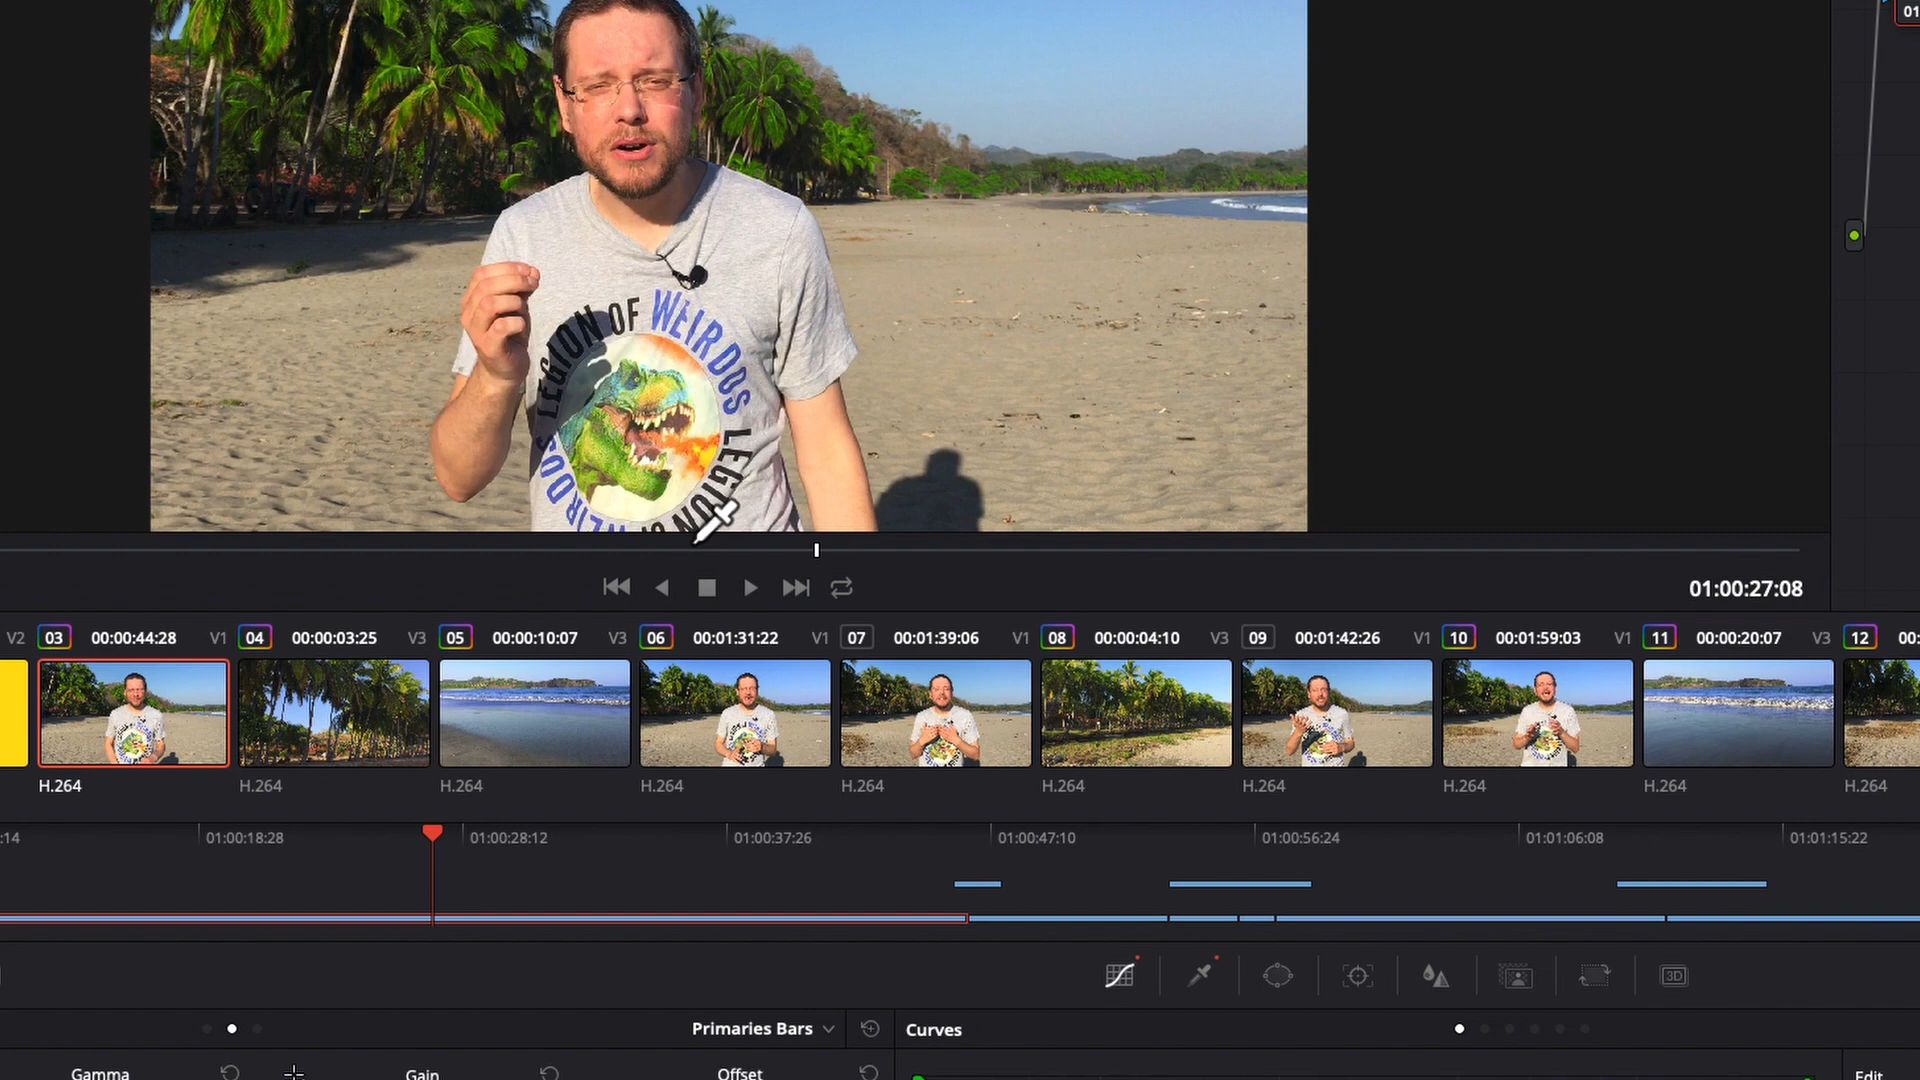 01
LEGION OF WEIRDOS LEGION OF WEIRDOS
01:00:27:08
V2 03 00:00:44:28 V1 04 00:00:03:25 V3 05 00:00:10:07 V3 06 00:01:31:22 V1 07 00:01:39:06 V1 08 00:00:04:10 V3 09 00:01:42:26 V1 10 00:01:59:03 V1 11 00:00:20:07 V3 12 00:
H.264 H.264 H.264 H.264 H.264 H.264 H.264 H.264 H.264 H.264
:14 01:00:18:28 01:00:28:12 01:00:37:26 01:00:47:10 01:00:56:24 01:01:06:08 01:01:15:22
3D
Primaries Bars Curves
Gamma Gain Offset Edit